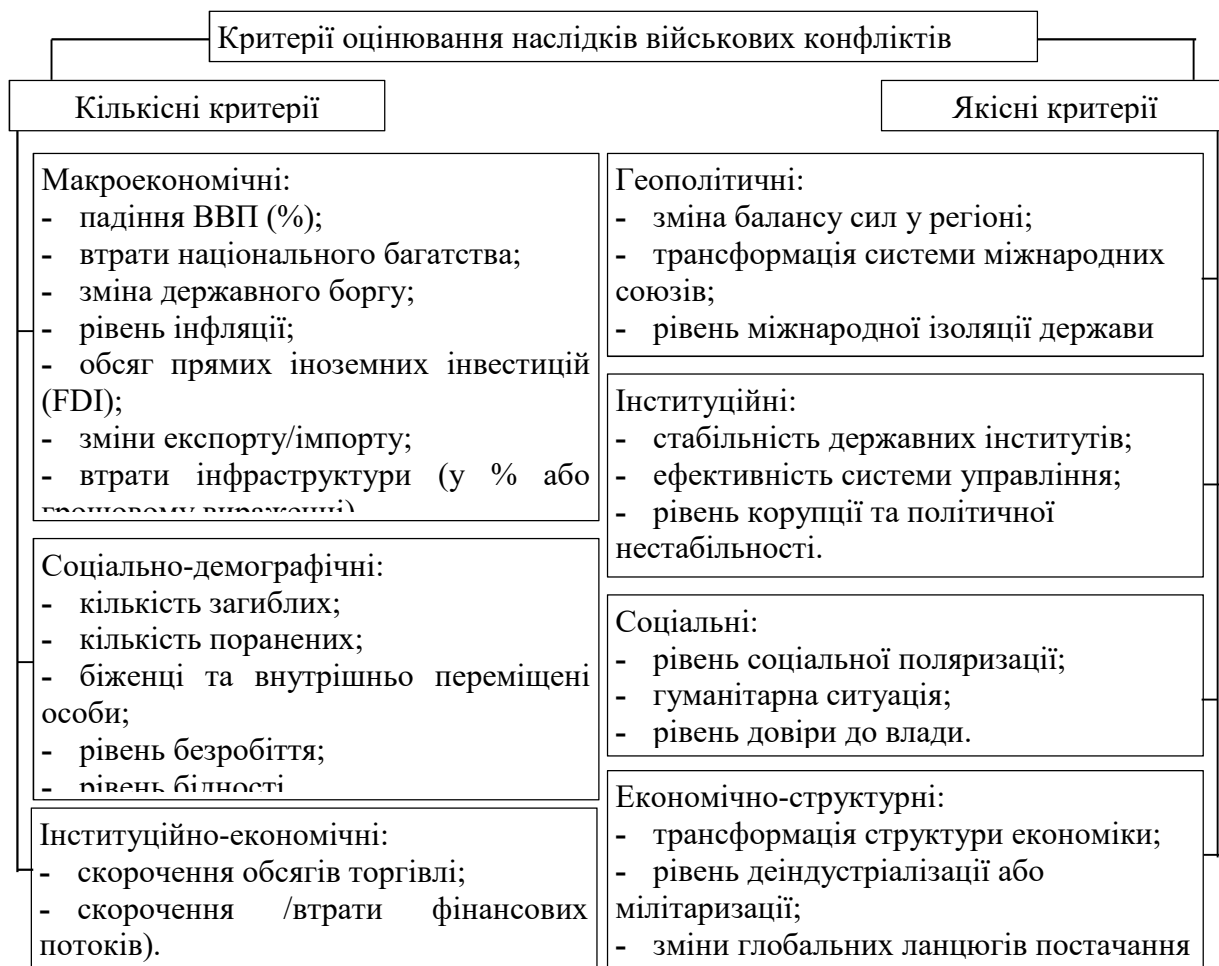 Критерії оцінювання наслідків військових конфліктів
Кількісні критерії
Макроекономічні:
- падіння ВВП (%);
- втрати національного багатства;
- зміна державного боргу;
- рівень інфляції;
- обсяг прямих іноземних інвестицій
(FDI);
- зміни експорту/імпорту;
- втрати інфраструктури (у % або
грошовому вираженні)
Соціально-демографічні:
- кількість загиблих;
- кількість поранених;
- біженці та внутрішньо переміщені
особи;
- рівень безробіття;
- рівень бідності
Інституційно-економічні:
- скорочення обсягів торгівлі;
- скорочення /втрати фінансових
потоків).
Якісні критерії
Геополітичні:
- зміна балансу сил у регіоні;
- трансформація системи міжнародних
союзів;
- рівень міжнародної ізоляції держави
Інституційні:
- стабільність державних інститутів;
- ефективність системи управління;
- рівень корупції та політичної
нестабільності.
Соціальні:
- рівень соціальної поляризації;
- гуманітарна ситуація;
- рівень довіри до влади.
Економічно-структурні:
- трансформація структури економіки;
- рівень деіндустріалізації або
мілітаризації;
- зміни глобальних ланцюгів постачання